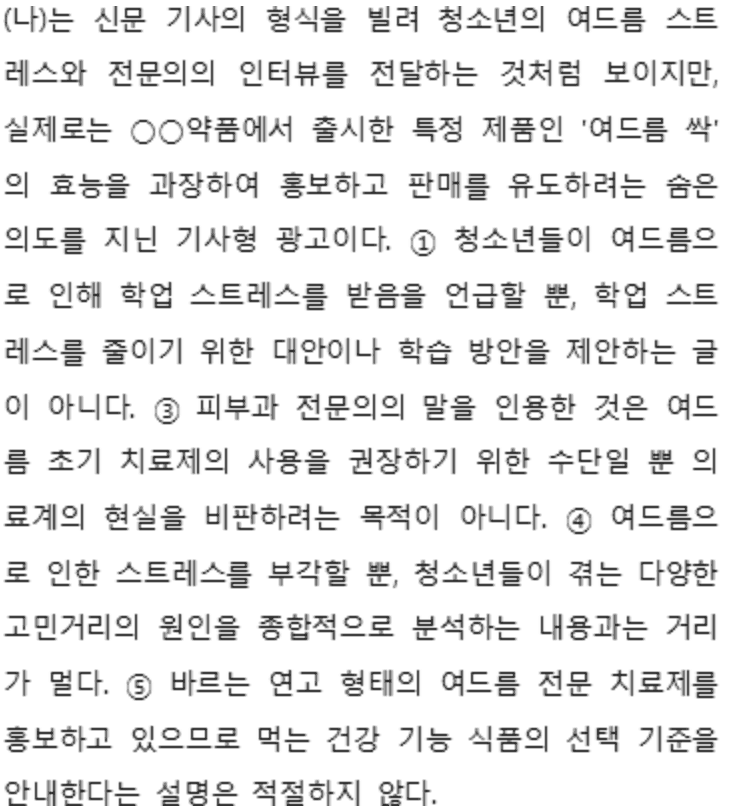 (나)는 신문 기사의 형식을 빌려 청소년의 여드름 스트
레스와 전문의의 인터뷰를 전달하는 것처럼 보이지만,
실제로는 ○○약품에서 출시한 특정 제품인 '여드름 싹'
의 효능을 과장하여 홍보하고 판매를 유도하려는 숨은
의도를 지닌 기사형 광고이다. ① 청소년들이 여드름으
로 인해 학업 스트레스를 받음을 언급할 뿐, 학업 스트
레스를 줄이기 위한 대안이나 학습 방안을 제안하는 글
이 아니다. ③ 피부과 전문의의 말을 인용한 것은 여드
름 초기 치료제의 사용을 권장하기 위한 수단일 뿐 의
료계의 현실을 비판하려는 목적이 아니다. ④ 여드름으
로 인한 스트레스를 부각할 뿐, 청소년들이 겪는 다양한
고민거리의 원인을 종합적으로 분석하는 내용과는 거리
가 멀다. ⑤ 바르는 연고 형태의 여드름 전문 치료제를
홍보하고 있으므로 먹는 건강 기능 식품의 선택 기준을
안내한다는 설명은 적절하지 않다.